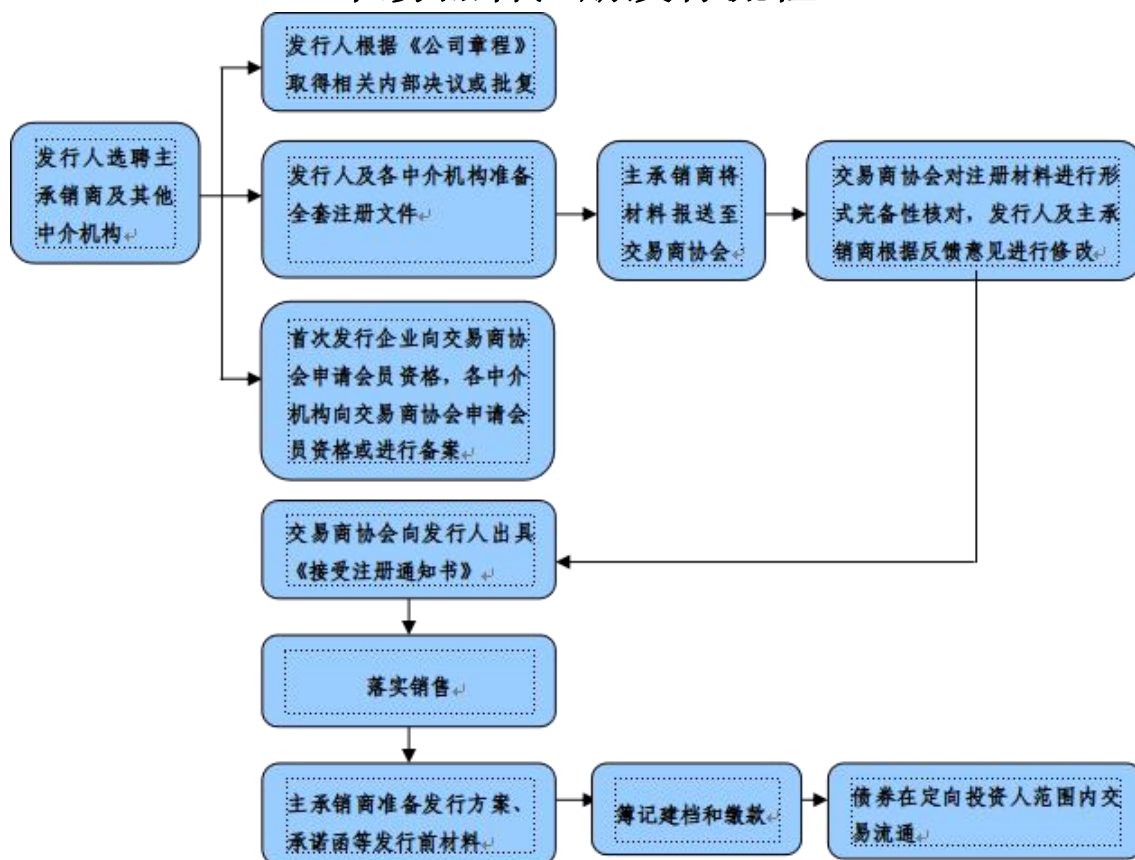 发行人根据《公司章程》
取得相关内部决议或批复
发行人选聘主
承销商及其他
中介机构
发行人及各中介机构准备
全套注册文件
主承销商将
材料报送至
交易商协会
交易商协会对注册材料进行形
式完备性核对，发行人及主承
销商根据反馈意见进行修改
首次发行企业向交易商协
会申请会员资格，各中介
机构向交易商协会申请会
员资格或进行备案
交易商协会向发行人出具
《接受注册通知书》
落实销售
主承销商准备发行方案、
承诺函等发行前材料
簿记建档和缴款
债券在定向投资人范围内交
易流通